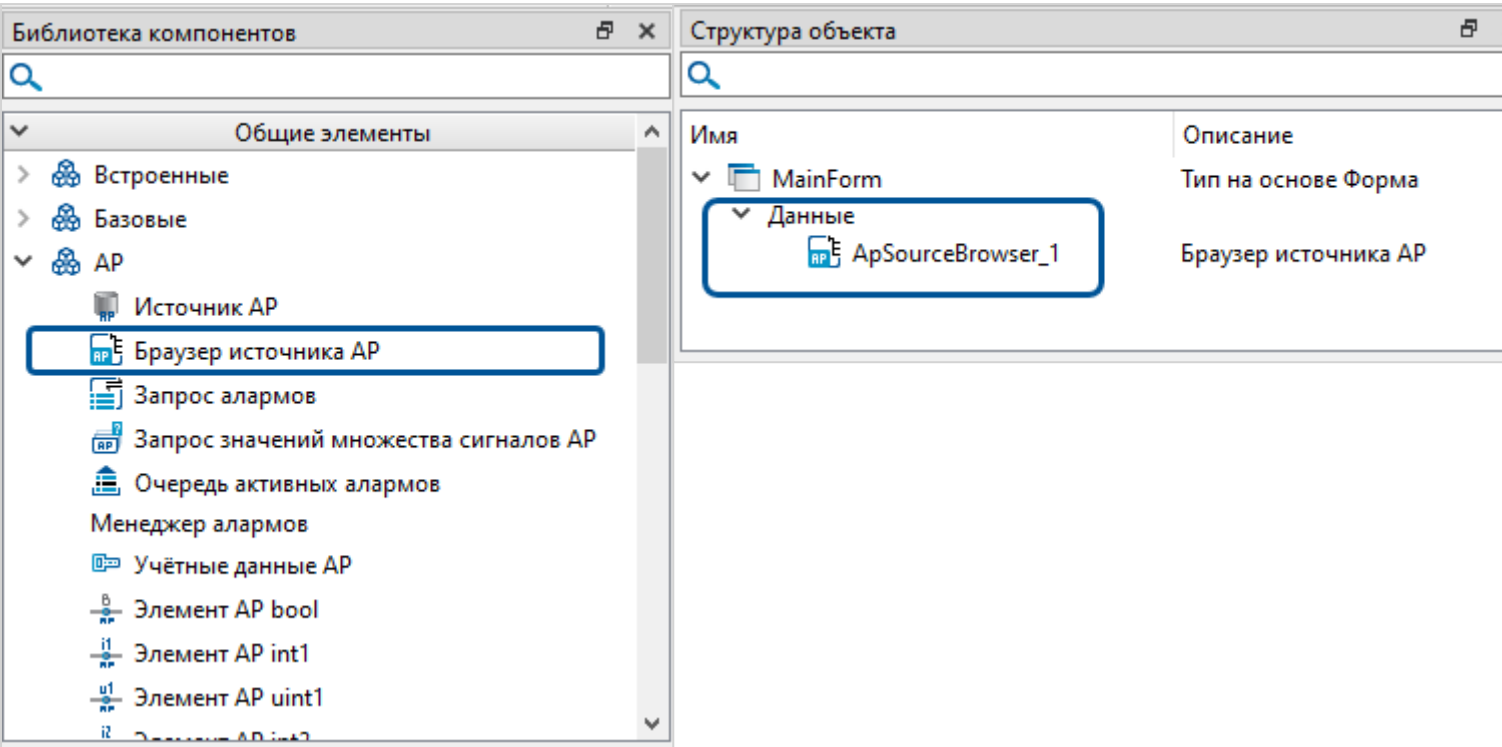 Библиотека компонентов
Общие элементы
Встроенные
Базовые
AP
Источник AP
Браузер источника AP
Запрос алармов
Запрос значений множества сигналов AP
Очередь активных алармов
Менеджер алармов
Учётные данные AP
Элемент AP bool
Элемент AP int1
Элемент AP uint1
Структура объекта
Имя Описание
MainForm Тип на основе Форма
Данные
ApSourceBrowser_1 Браузер источника AP